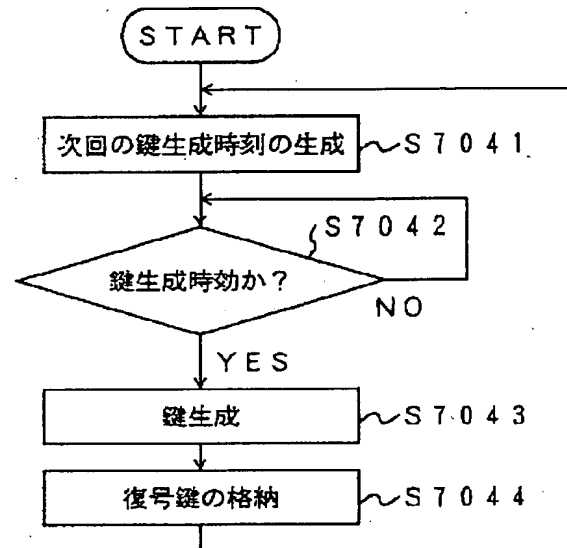 START
次回の鍵生成時刻の生成
S7041
S7042
鍵生成時効か?
NO
YES
鍵生成
S7043
復号鍵の格納
S7044